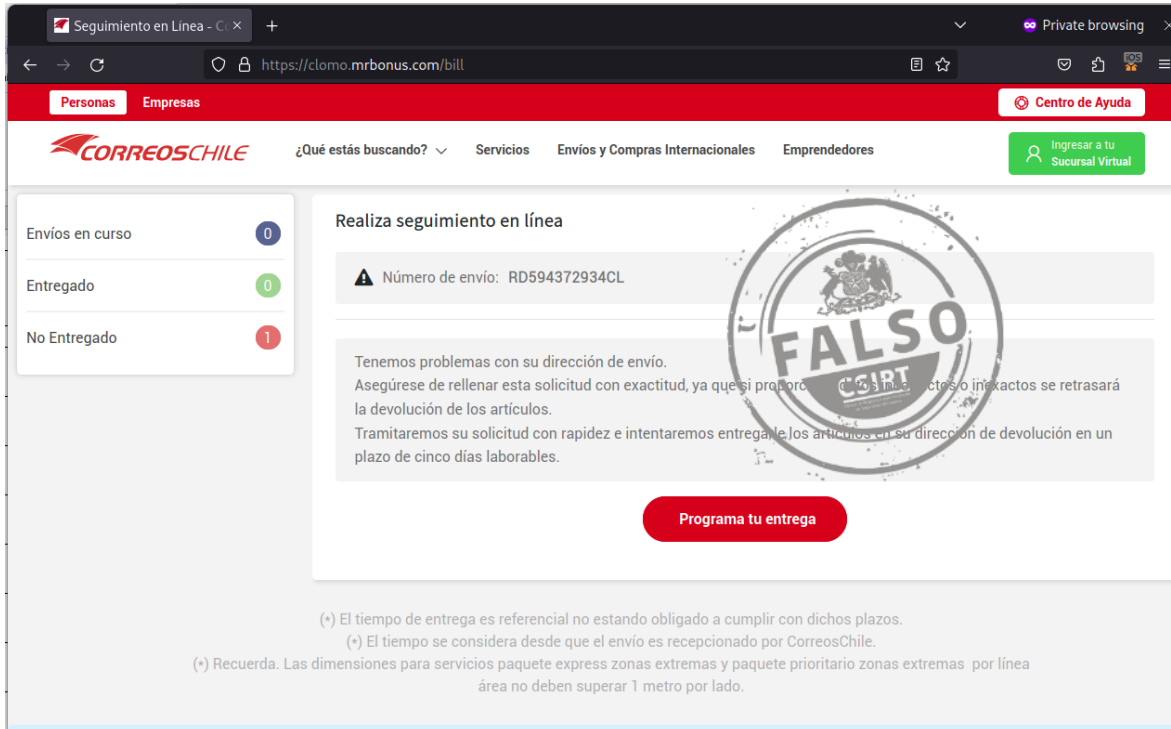 Seguimiento en Línea - Co
Private browsing
https://clomo.mrbonus.com/bill
Personas
Empresas
Centro de Ayuda
CORREOSCHILE
¿Qué estás buscando?
Servicios
Envíos y Compras Internacionales
Emprendedores
Ingresar a tu
Sucursal Virtual
Envíos en curso
0
Entregado
0
No Entregado
1
Realiza seguimiento en línea
Número de envío: RD594372934CL
Tenemos problemas con su dirección de envío.
Asegúrese de rellenar esta solicitud con exactitud, ya que si proporc datos incorrectos o inexactos se retrasará
la devolución de los artículos.
Tramitaremos su solicitud con rapidez e intentaremos entregarle los artículos en su dirección de devolución en un
plazo de cinco días laborables.
FALSO
CSIRT
Programa tu entrega
(*) El tiempo de entrega es referencial no estando obligado a cumplir con dichos plazos.
(*) El tiempo se considera desde que el envío es recepcionado por CorreosChile.
(*) Recuerda. Las dimensiones para servicios paquete express zonas extremas y paquete prioritario zonas extremas por línea
área no deben superar 1 metro por lado.